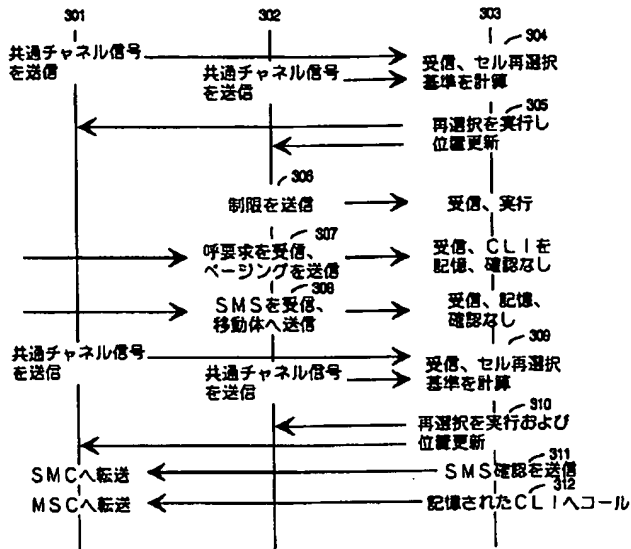 301
302
303
304
共通チャネル信号
を送信
共通チャネル信号
を送信
受信、セル再選択
基準を計算
305
再選択を実行し
位置更新
306
制限を送信
受信、実行
307
呼要求を受信、
ページングを送信
受信、CLIを
記憶、確認なし
308
SMSを受信、
移動体へ送信
受信、記憶、
確認なし
309
共通チャネル信号
を送信
共通チャネル信号
を送信
受信、セル再選択
基準を計算
310
再選択を実行および
位置更新
311
SMCへ転送
SMS確認を送信
312
MSCへ転送
記憶されたCLIへコール